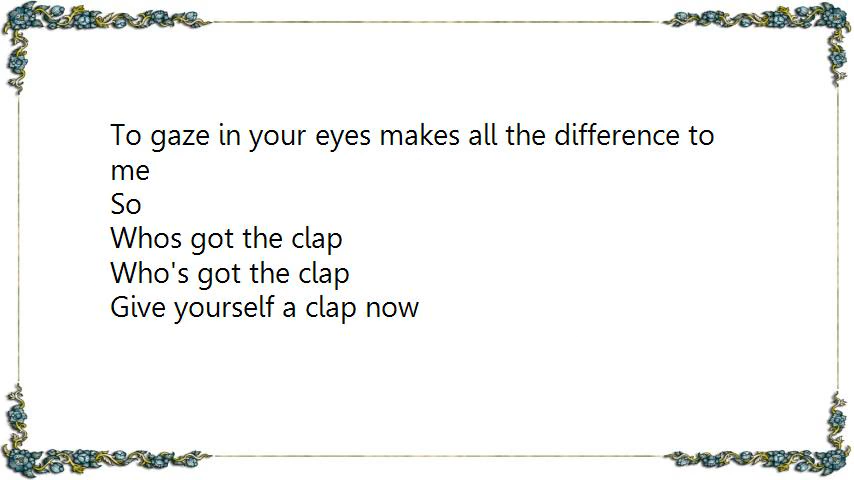 To gaze in your eyes makes all the difference to
me
So
Whos got the clap
Who's got the clap
Give yourself a clap now